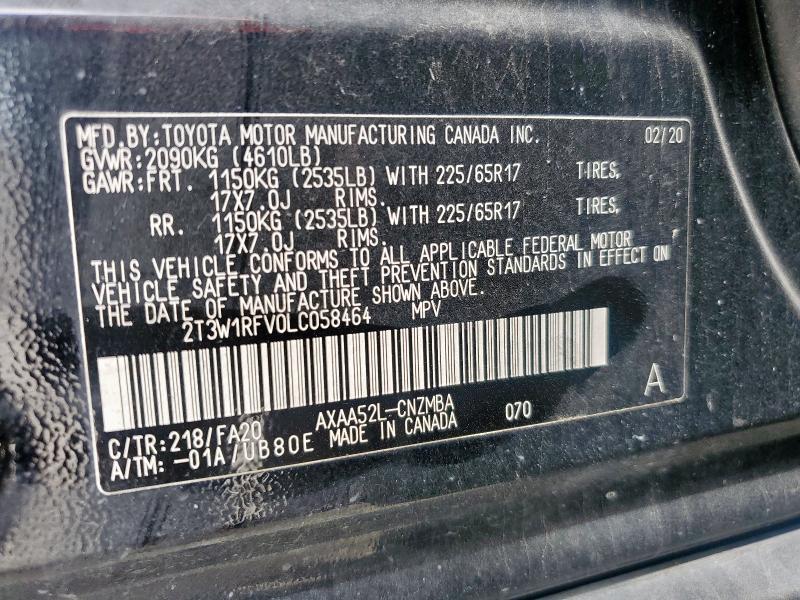 MFD.BY:TOYOTA MOTOR MANUFACTURING CANADA INC. 02/20
GVWR:2090KG (4610LB)
GAWR:FRT. 1150KG (2535LB) WITH 225/65R17 TIRES,
17X7.0J RIMS.
RR. 1150KG (2535LB) WITH 225/65R17 TIRES,
17X7.0J RIMS.
THIS VEHICLE CONFORMS TO ALL APPLICABLE FEDERAL MOTOR
VEHICLE SAFETY AND THEFT PREVENTION STANDARDS IN EFFECT ON
THE DATE OF MANUFACTURE SHOWN ABOVE.
2T3W1RFV0LC058464 MPV
A
C/TR:218/FA20 AXAA52L-CNZMBA 070
A/TM: -01A/UB80E MADE IN CANADA